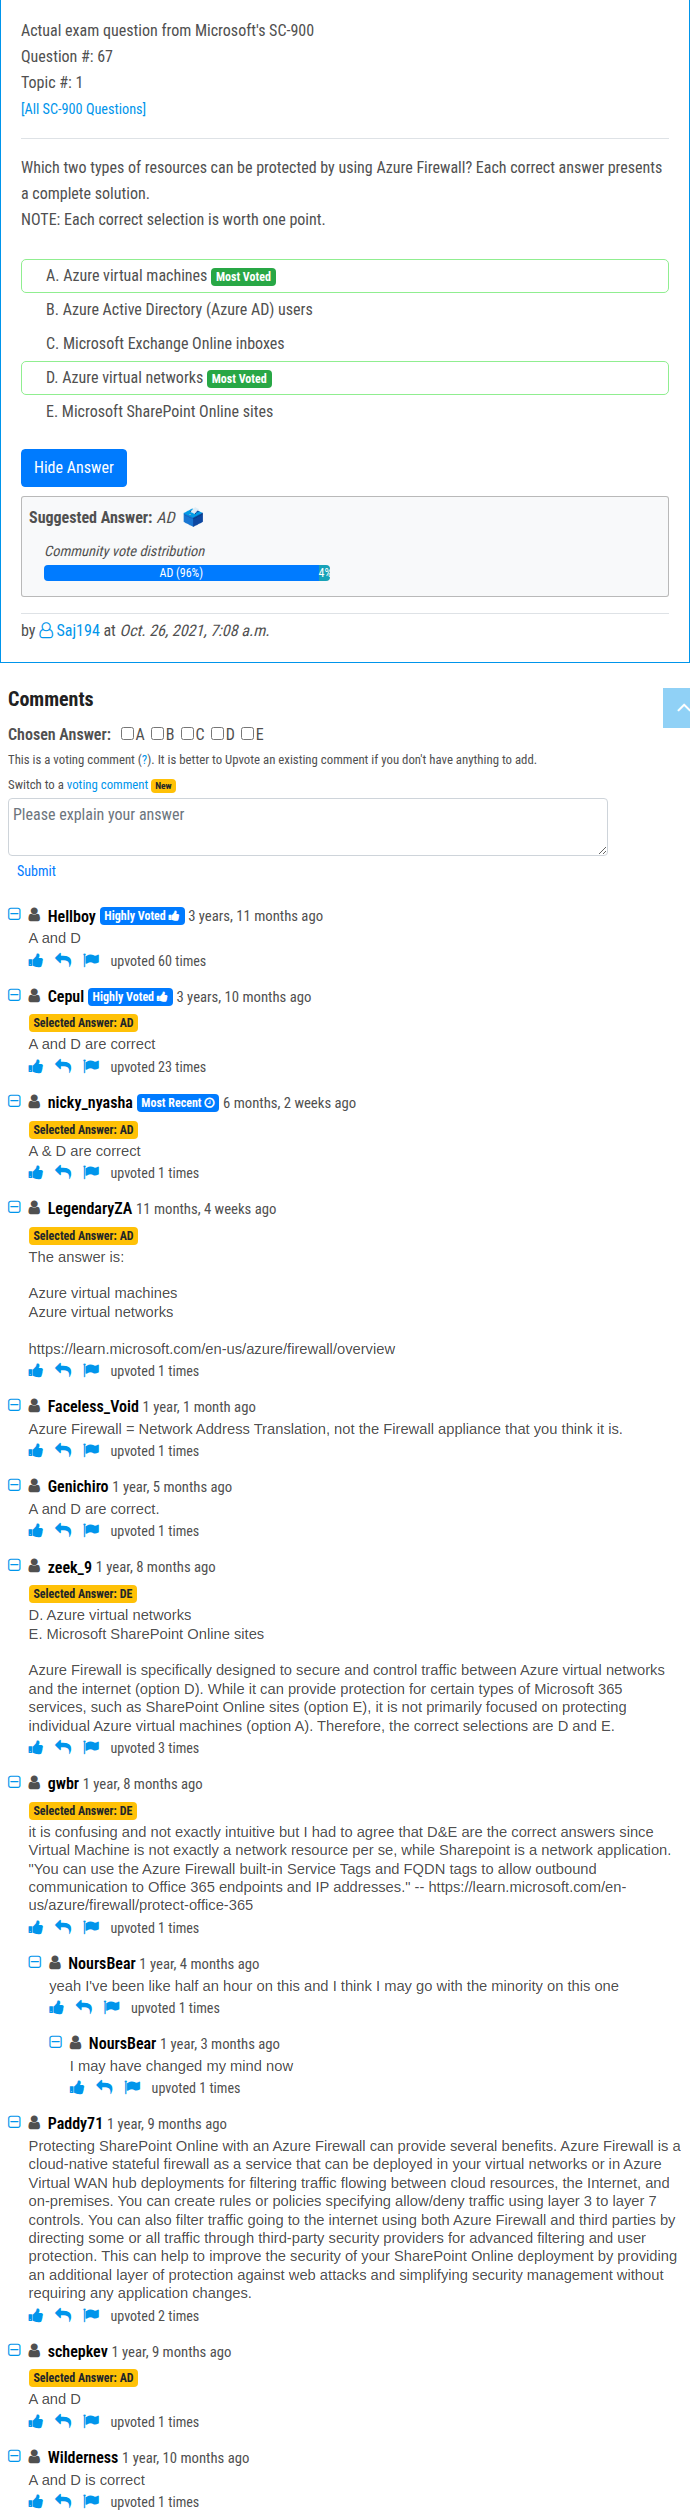 Actual exam question from Microsoft's SC-900
Question #: 67
Topic #: 1
[All SC-900 Questions]
Which two types of resources can be protected by using Azure Firewall? Each correct answer presents
a complete solution.
NOTE: Each correct selection is worth one point.
A. Azure virtual machines Most Voted
B. Azure Active Directory (Azure AD) users
C. Microsoft Exchange Online inboxes
D. Azure virtual networks Most Voted
E. Microsoft SharePoint Online sites
Hide Answer
Suggested Answer: AD
Community vote distribution
AD (96%) 4%
by Saj194 at Oct. 26, 2021, 7:08 a.m.
Comments
Chosen Answer: A B C D E
This is a voting comment (?). It is better to Upvote an existing comment if you don't have anything to add.
Switch to a voting comment New
Please explain your answer
Submit
Hellboy Highly Voted 3 years, 11 months ago
A and D
upvoted 60 times
Cepul Highly Voted 3 years, 10 months ago
Selected Answer: AD
A and D are correct
upvoted 23 times
nicky_nyasha Most Recent 6 months, 2 weeks ago
Selected Answer: AD
A & D are correct
upvoted 1 times
LegendaryZA 11 months, 4 weeks ago
Selected Answer: AD
The answer is:
Azure virtual machines
Azure virtual networks
https://learn.microsoft.com/en-us/azure/firewall/overview
upvoted 1 times
Faceless_Void 1 year, 1 month ago
Azure Firewall = Network Address Translation, not the Firewall appliance that you think it is.
upvoted 1 times
Genichiro 1 year, 5 months ago
A and D are correct.
upvoted 1 times
zeek_9 1 year, 8 months ago
Selected Answer: DE
D. Azure virtual networks
E. Microsoft SharePoint Online sites
Azure Firewall is specifically designed to secure and control traffic between Azure virtual networks
and the internet (option D). While it can provide protection for certain types of Microsoft 365
services, such as SharePoint Online sites (option E), it is not primarily focused on protecting
individual Azure virtual machines (option A). Therefore, the correct selections are D and E.
upvoted 3 times
gwbr 1 year, 8 months ago
Selected Answer: DE
it is confusing and not exactly intuitive but I had to agree that D&E are the correct answers since
Virtual Machine is not exactly a network resource per se, while Sharepoint is a network application.
"You can use the Azure Firewall built-in Service Tags and FQDN tags to allow outbound
communication to Office 365 endpoints and IP addresses." -- https://learn.microsoft.com/en-
us/azure/firewall/protect-office-365
upvoted 1 times
NoursBear 1 year, 4 months ago
yeah I've been like half an hour on this and I think I may go with the minority on this one
upvoted 1 times
NoursBear 1 year, 3 months ago
I may have changed my mind now
upvoted 1 times
Paddy71 1 year, 9 months ago
Protecting SharePoint Online with an Azure Firewall can provide several benefits. Azure Firewall is a
cloud-native stateful firewall as a service that can be deployed in your virtual networks or in Azure
Virtual WAN hub deployments for filtering traffic flowing between cloud resources, the Internet, and
on-premises. You can create rules or policies specifying allow/deny traffic using layer 3 to layer 7
controls. You can also filter traffic going to the internet using both Azure Firewall and third parties by
directing some or all traffic through third-party security providers for advanced filtering and user
protection. This can help to improve the security of your SharePoint Online deployment by providing
an additional layer of protection against web attacks and simplifying security management without
requiring any application changes.
upvoted 2 times
schepkev 1 year, 9 months ago
Selected Answer: AD
A and D
upvoted 1 times
Wilderness 1 year, 10 months ago
A and D is correct
upvoted 1 times